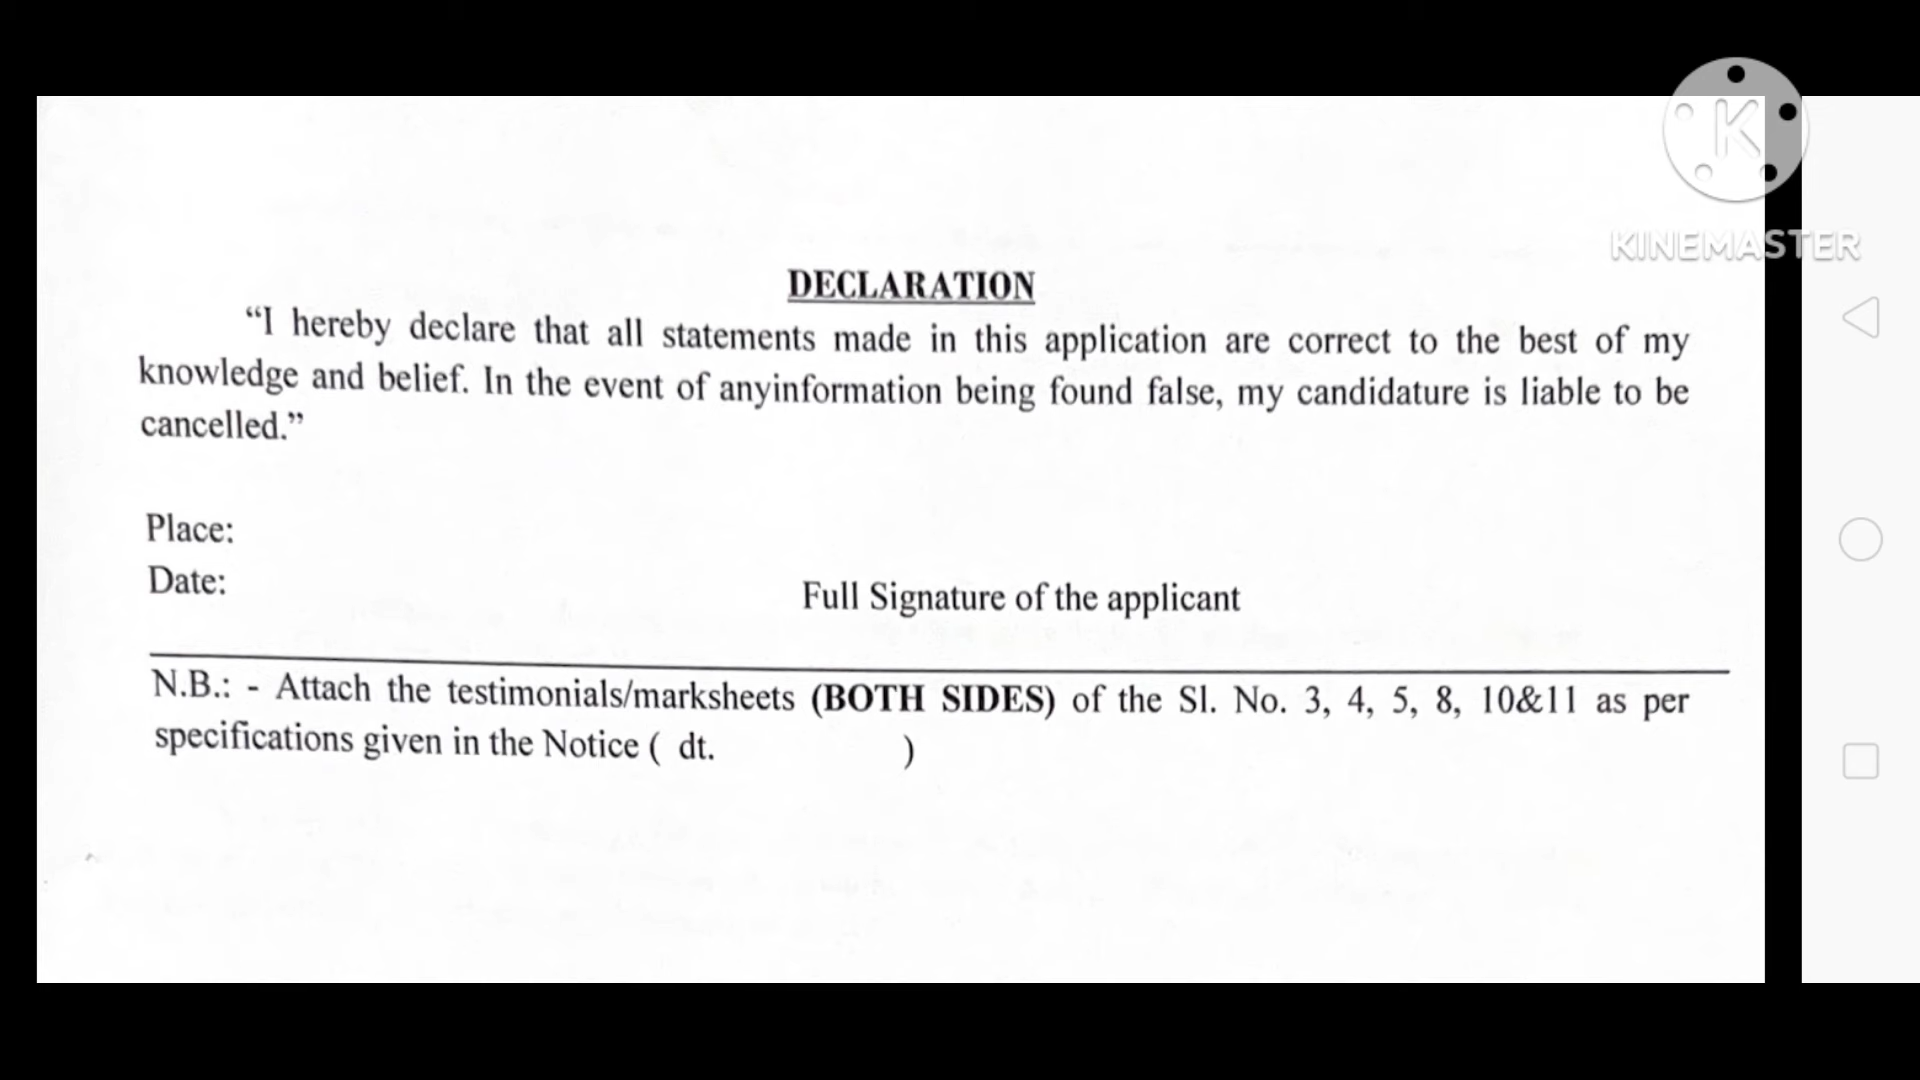 K
KINEMASTER
DECLARATION
“I hereby declare that all statements made in this application are correct to the best of my
knowledge and belief. In the event of anyinformation being found false, my candidature is liable to be
cancelled.”
Place:
Date:
Full Signature of the applicant
N.B.: - Attach the testimonials/marksheets (BOTH SIDES) of the Sl. No. 3, 4, 5, 8, 10&11 as per
specifications given in the Notice ( dt. )